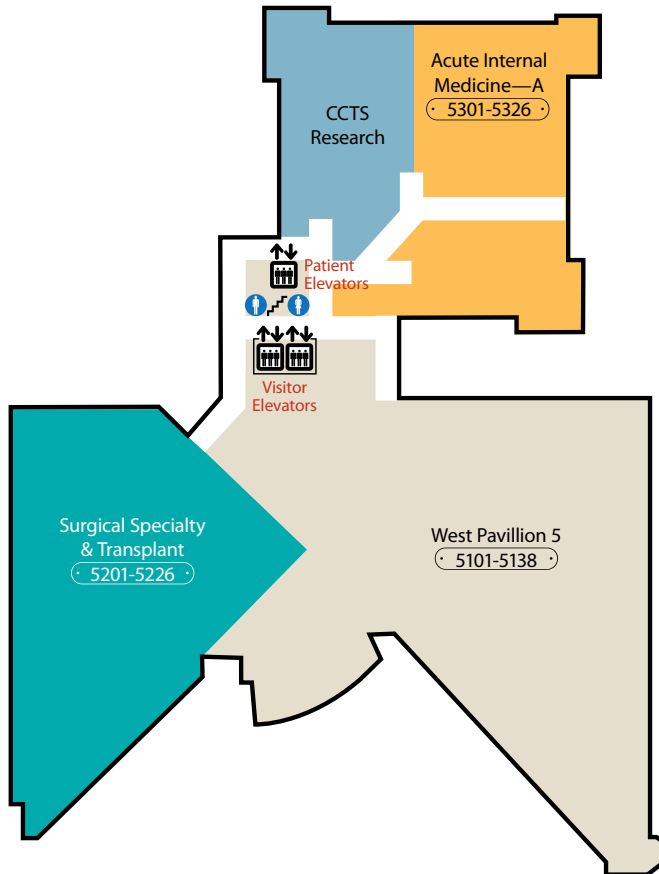 Acute Internal
Medicine—A
5301-5326
CCTS
Research
Patient
Elevators
Visitor
Elevators
Surgical Specialty
& Transplant
5201-5226
West Pavillion 5
5101-5138